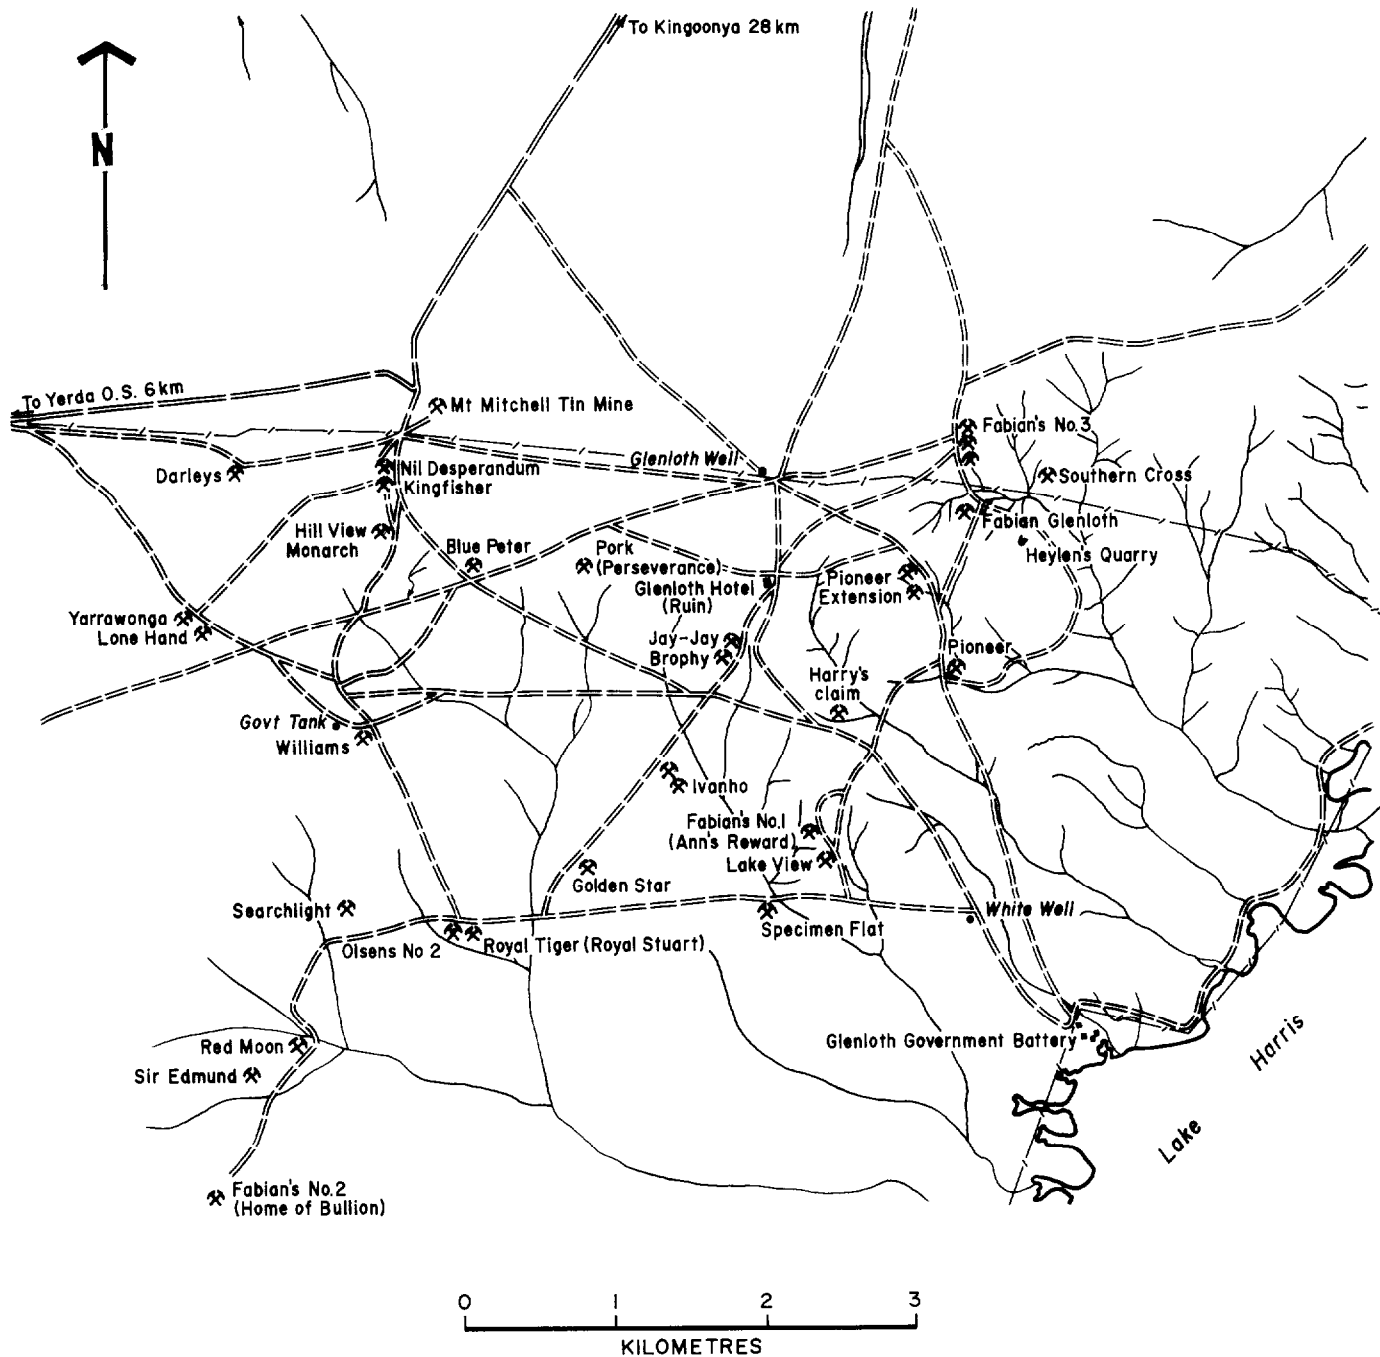 To Kingoonya 28 km
N
To Yerda O.S. 6 km
Mt Mitchell Tin Mine
Fabian's No. 3
Glenloth Well
Darleys
Nil Desperandum
Kingfisher
Southern Cross
Fabian Glenloth
Hill View
Monarch
Blue Peter
Pork
(Perseverance)
Heylen's Quarry
Glenloth Hotel
(Ruin)
Pioneer
Extension
Yarrawonga
Lone Hand
Jay-Jay
Brophy
Pioneer
Harry's
claim
Govt Tank
Williams
Ivanho
Fabian's No.1
(Ann's Reward)
Lake View
Golden Star
Searchlight
White Well
Specimen Flat
Olsens No 2
Royal Tiger (Royal Stuart)
Glenloth Government Battery
Red Moon
Sir Edmund
Lake Harris
Fabian's No.2
(Home of Bullion)
0 1 2 3
KILOMETRES